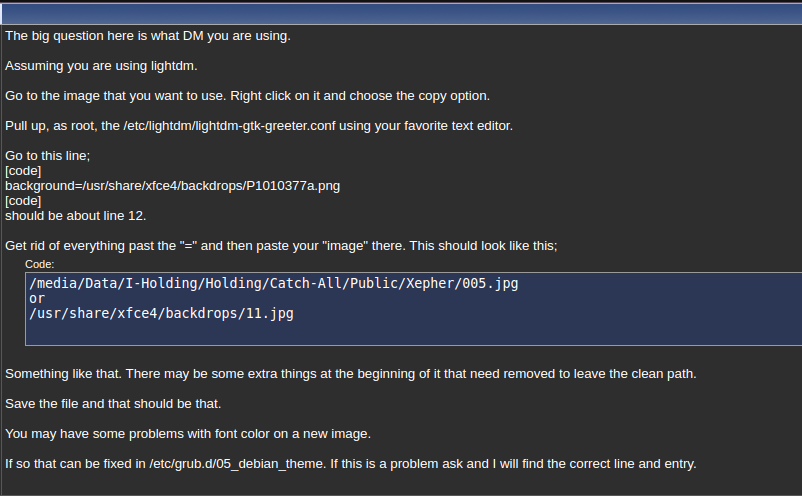 The big question here is what DM you are using.
Assuming you are using lightdm.
Go to the image that you want to use. Right click on it and choose the copy option.
Pull up, as root, the /etc/lightdm/lightdm-gtk-greeter.conf using your favorite text editor.
Go to this line;
[code]
background=/usr/share/xfce4/backdrops/P1010377a.png
[code]
should be about line 12.
Get rid of everything past the "=" and then paste your "image" there. This should look like this;
Code:
/media/Data/I-Holding/Holding/Catch-All/Public/Xepher/005.jpg
or
/usr/share/xfce4/backdrops/11.jpg
Something like that. There may be some extra things at the beginning of it that need removed to leave the clean path.
Save the file and that should be that.
You may have some problems with font color on a new image.
If so that can be fixed in /etc/grub.d/05_debian_theme. If this is a problem ask and I will find the correct line and entry.